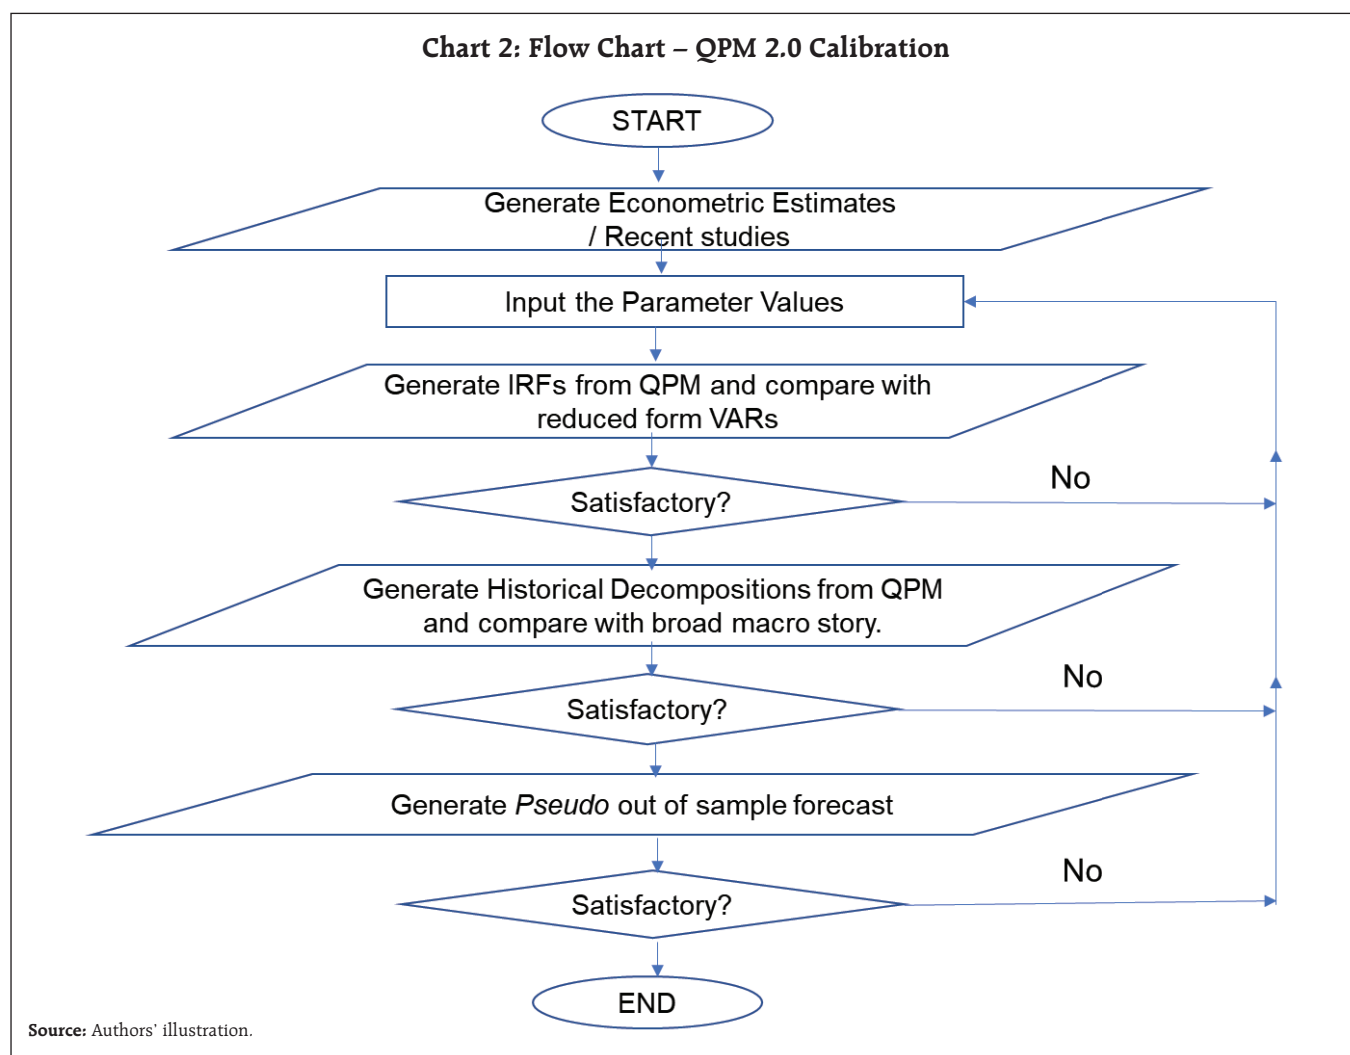 Chart 2: Flow Chart – QPM 2.0 Calibration
START
Generate Econometric Estimates
/ Recent studies
Input the Parameter Values
Generate IRFs from QPM and compare with
reduced form VARs
Satisfactory?
No
Generate Historical Decompositions from QPM
and compare with broad macro story.
Satisfactory?
No
Generate Pseudo out of sample forecast
Satisfactory?
No
END
Source: Authors' illustration.